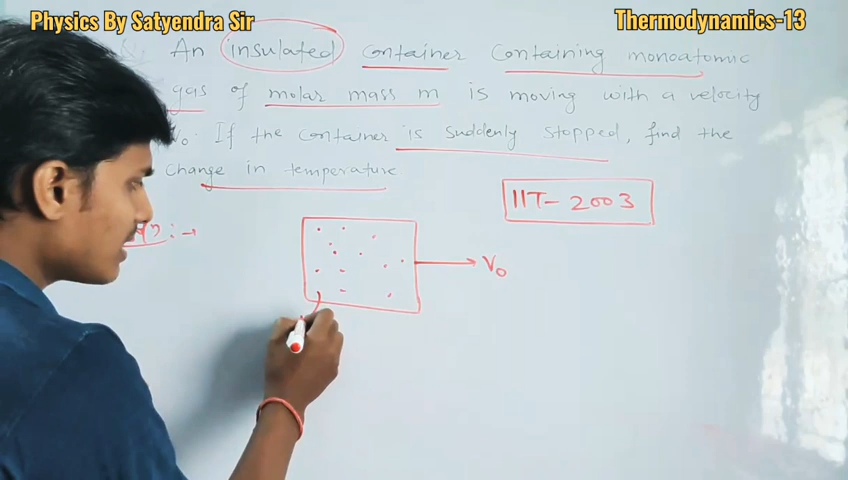 Physics By Satyendra Sir
Thermodynamics-13
An insulated container containing monoatomic
gas of molar mass m is moving with a velocity
v₀. If the container is suddenly stopped, find the
change in temperature
IIT-2003
:→
V₀